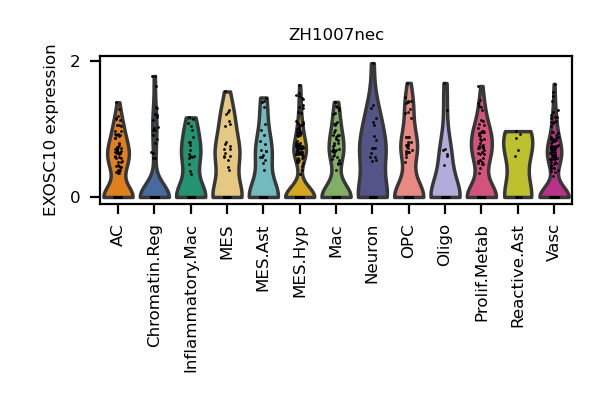 ZH1007nec
EXOSC10 expression
2
0
AC
Chromatin.Reg
Inflammatory.Mac
MES
MES.Ast
MES.Hyp
Mac
Neuron
OPC
Oligo
Prolif.Metab
Reactive.Ast
Vasc